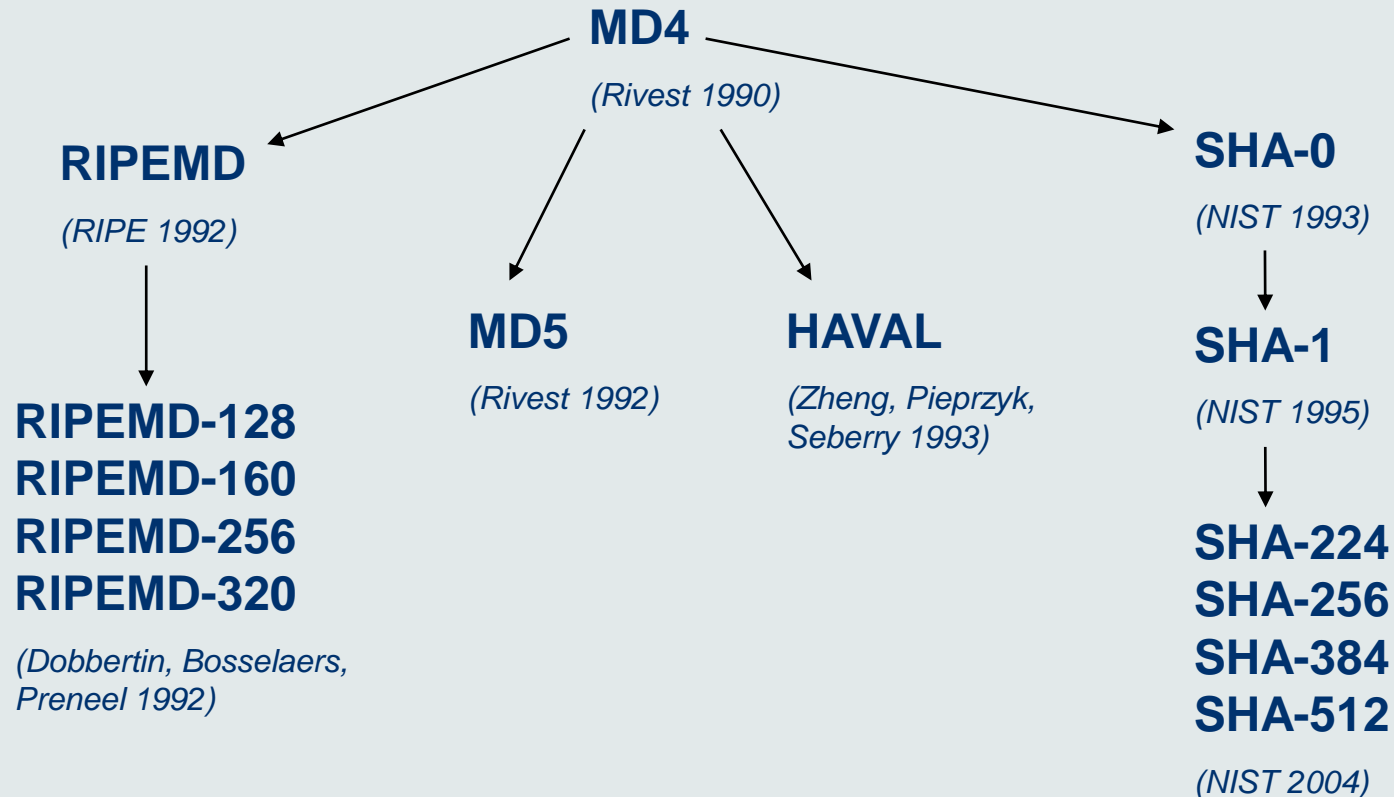 MD4
(Rivest 1990)
RIPEMD
(RIPE 1992)
SHA-0
(NIST 1993)
MD5
(Rivest 1992)
HAVAL
(Zheng, Pieprzyk,
Seberry 1993)
SHA-1
(NIST 1995)
RIPEMD-128
RIPEMD-160
RIPEMD-256
RIPEMD-320
(Dobbertin, Bosselaers,
Preneel 1992)
SHA-224
SHA-256
SHA-384
SHA-512
(NIST 2004)